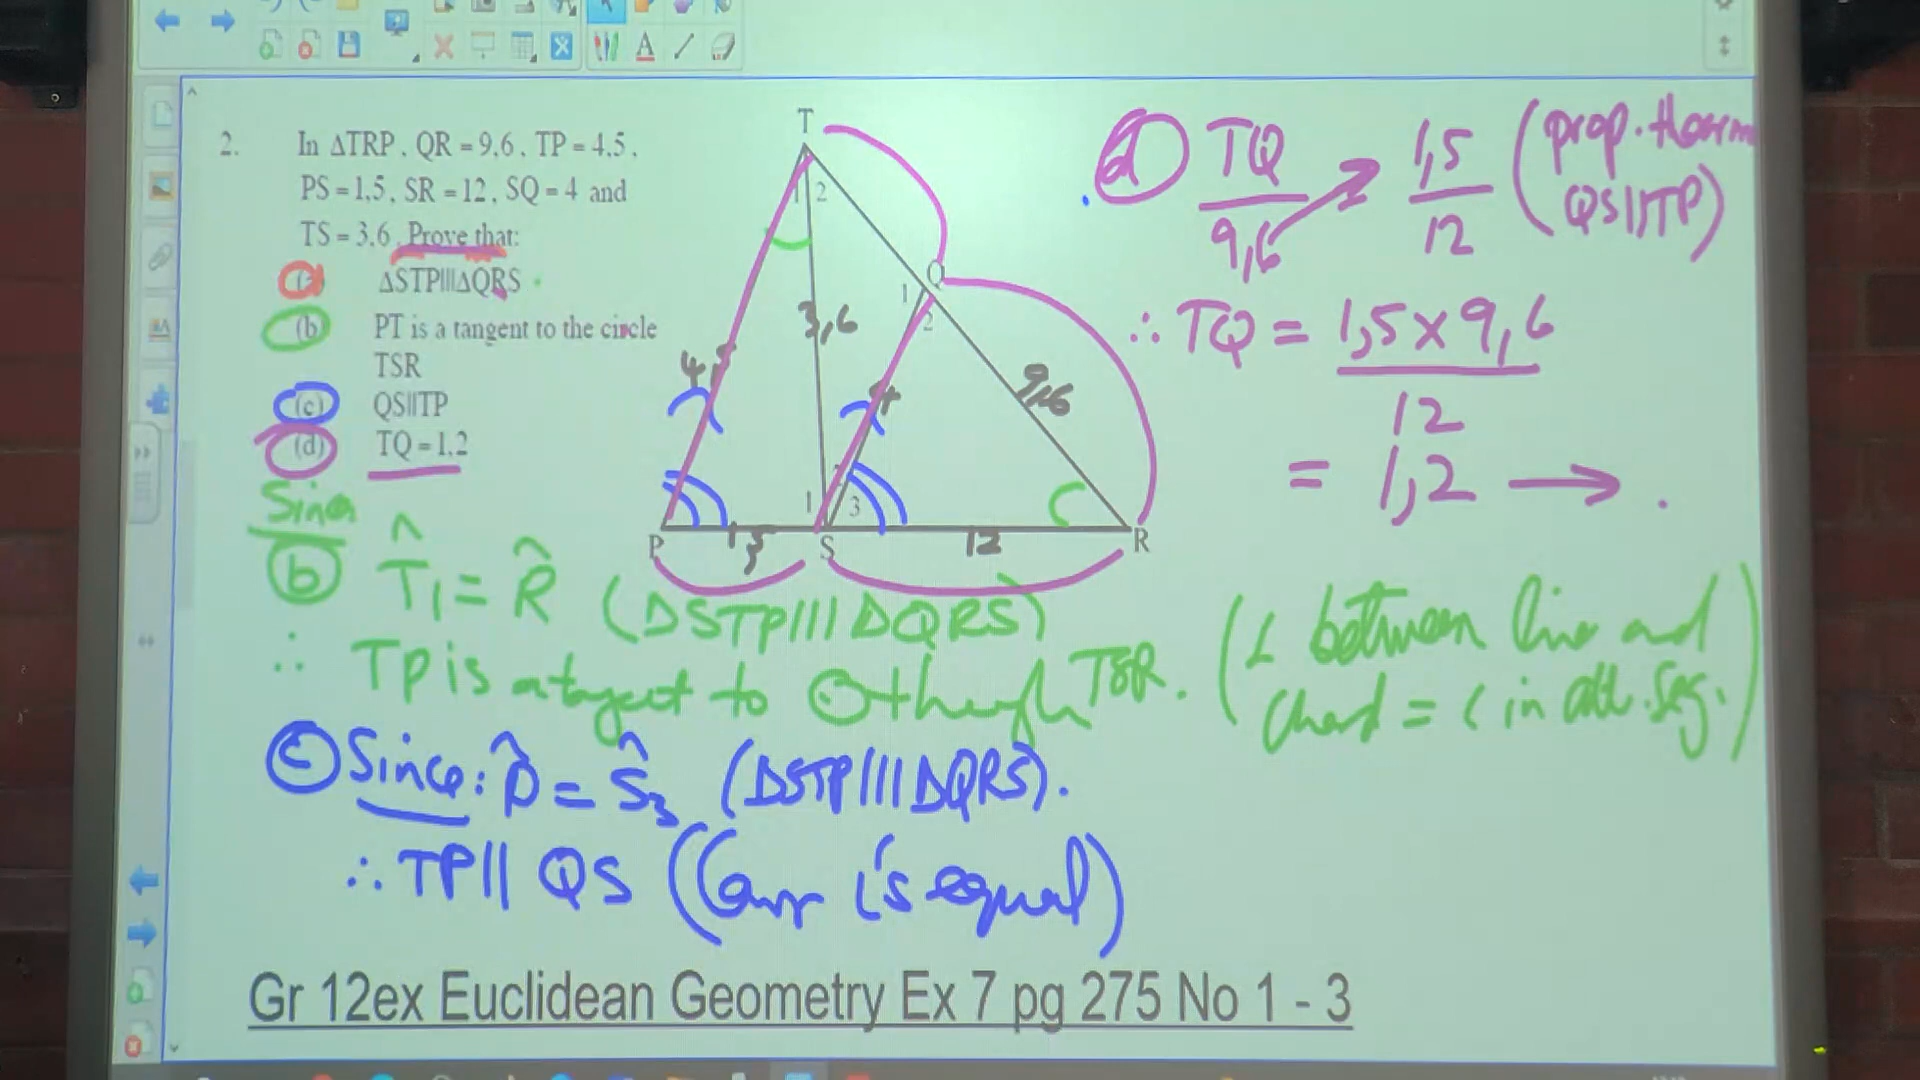 2. In ΔTRP, QR = 9,6, TP = 4,5,
PS = 1,5, SR = 12, SQ = 4 and
TS = 3,6. Prove that:
ΔSTP|||ΔQRS
(b) PT is a tangent to the circle
TSR
(c) QS||TP
(d) TQ = 1,2
T
1 2
Q
1
2
3,6
4,5
4
9,6
1 3
P
1,5
S
12
R
(d) TQ/9,6 1,5/12 (prop. theorm
QS||TP)
∴ TQ = 1,5 × 9,6 / 12
= 1,2 →.
Since
(b) T̂1 = R̂ (ΔSTP|||ΔQRS)
∴ TP is a tangent to ⊙ through TSR. (∠ between line and
chord = ∠ in alt. seg.)
(c) Since: P̂ = Ŝ3 (ΔSTP|||ΔQRS).
∴ TP|| QS (Corr ∠'s equal)
Gr 12ex Euclidean Geometry Ex 7 pg 275 No 1 - 3